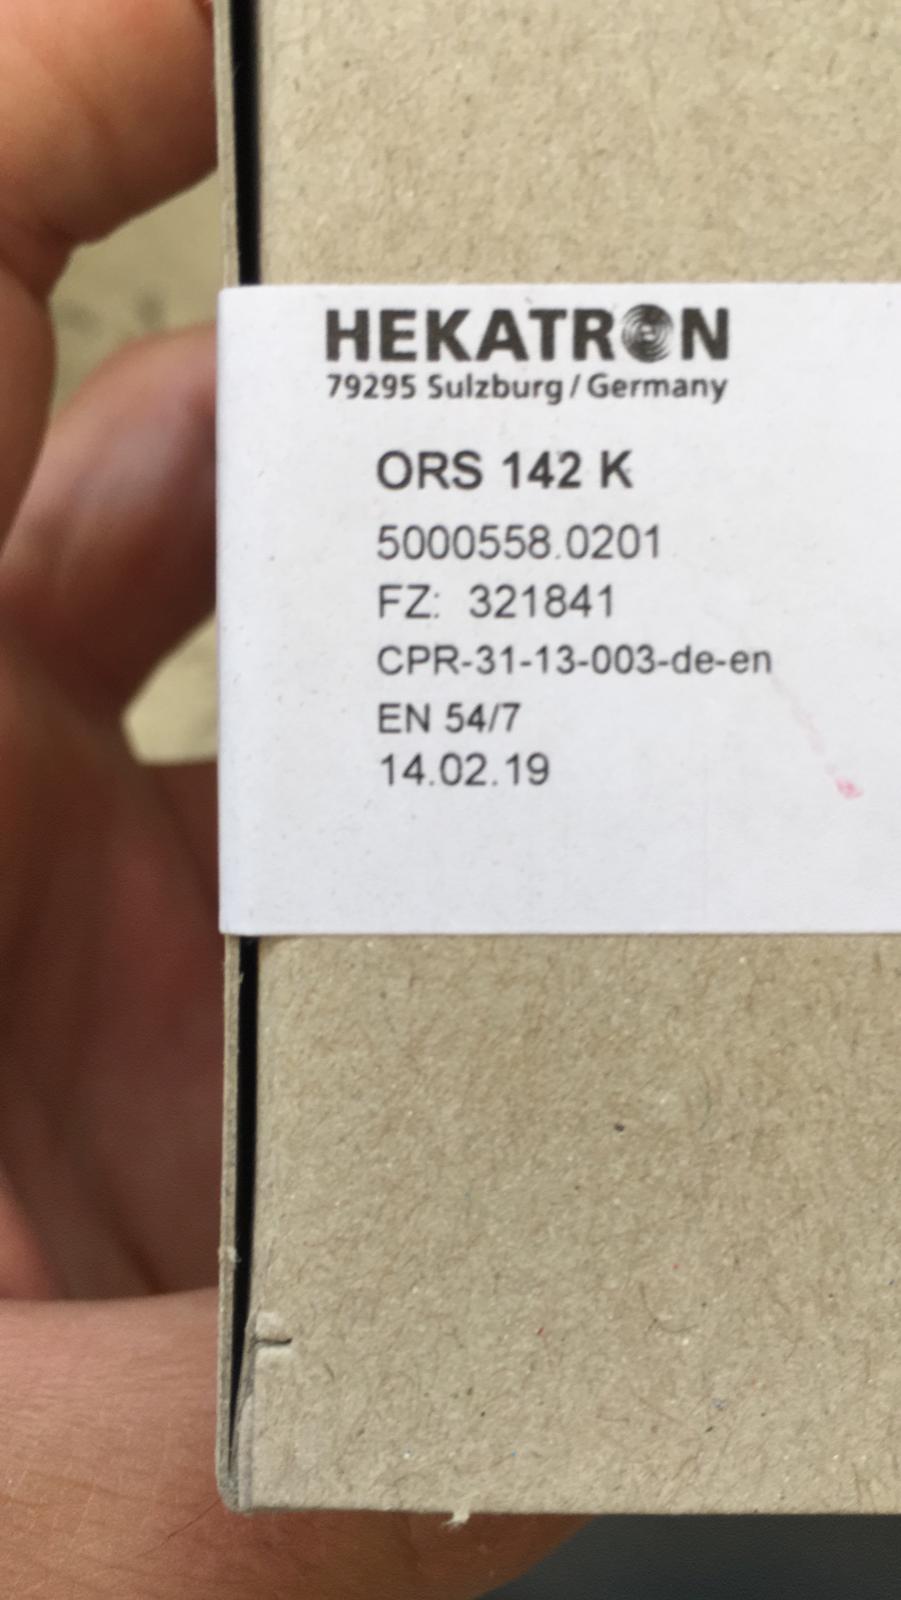 HEKATRON
79295 Sulzburg / Germany
ORS 142 K
5000558.0201
FZ: 321841
CPR-31-13-003-de-en
EN 54/7
14.02.19